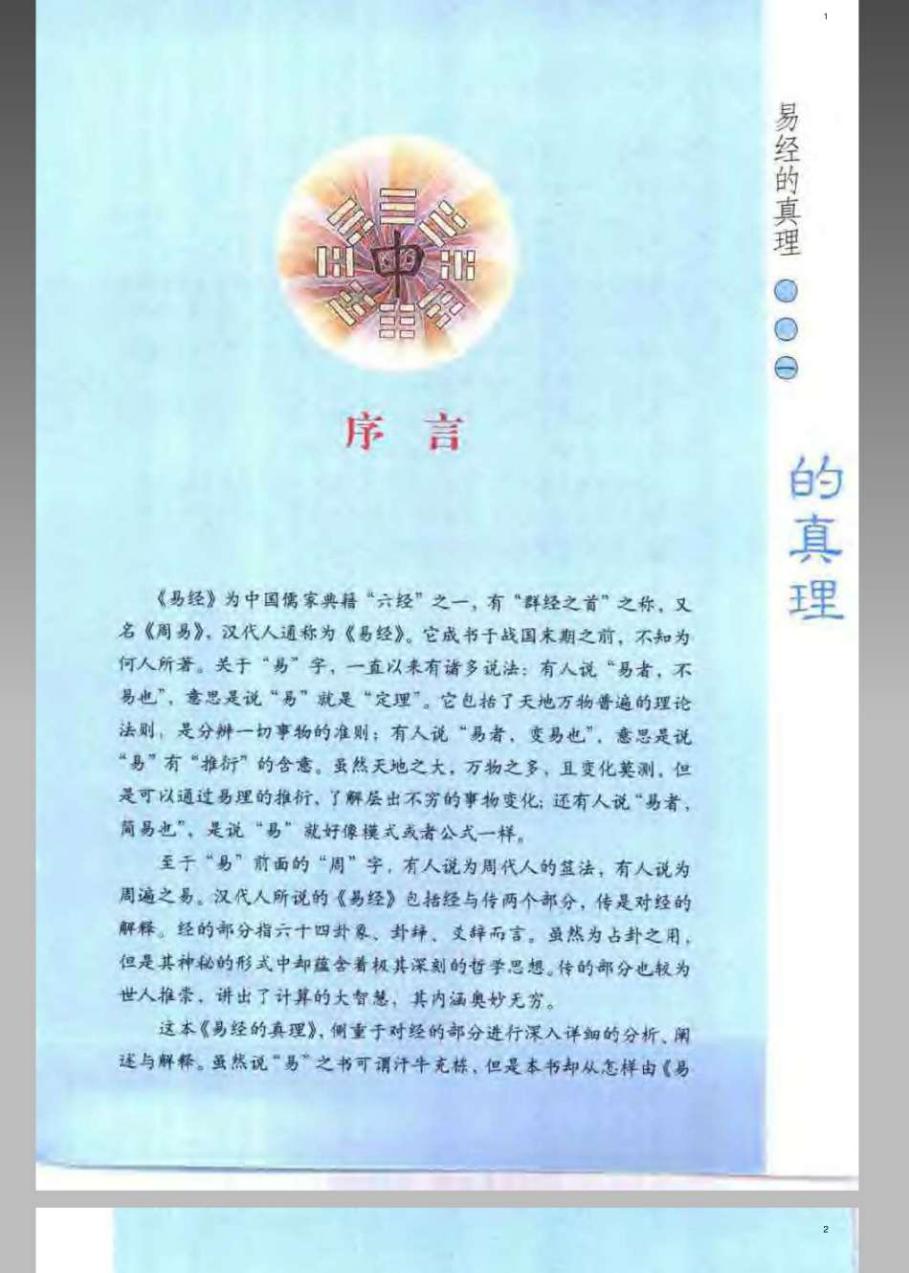 1
易经的真理
一
的真理
中
序 言
《易经》为中国儒家典籍“六经”之一，有“群经之首”之称，又
名《周易》，汉代人通称为《易经》。它成书于战国末期之前，不知为
何人所著。关于“易”字，一直以来有诸多说法：有人说“易者，不
易也”，意思是说“易”就是“定理”。它包括了天地万物普遍的理论
法则，是分辨一切事物的准则；有人说“易者，变易也”，意思是说
“易”有“推衍”的含意。虽然天地之大，万物之多，且变化莫测，但
是可以通过易理的推衍，了解层出不穷的事物变化；还有人说“易者，
简易也”，是说“易”就好像模式或者公式一样。
至于“易”前面的“周”字，有人说为周代人的筮法，有人说为
周遍之易。汉代人所说的《易经》包括经与传两个部分，传是对经的
解释。经的部分指六十四卦象、卦辞、爻辞而言。虽然为占卦之用，
但是其神秘的形式中却蕴含着极其深刻的哲学思想。传的部分也较为
世人推崇，讲出了计算的大智慧，其内涵奥妙无穷。
这本《易经的真理》，侧重于对经的部分进行深入详细的分析、阐
述与解释。虽然说“易”之书可谓汗牛充栋，但是本书却从怎样由《易
2